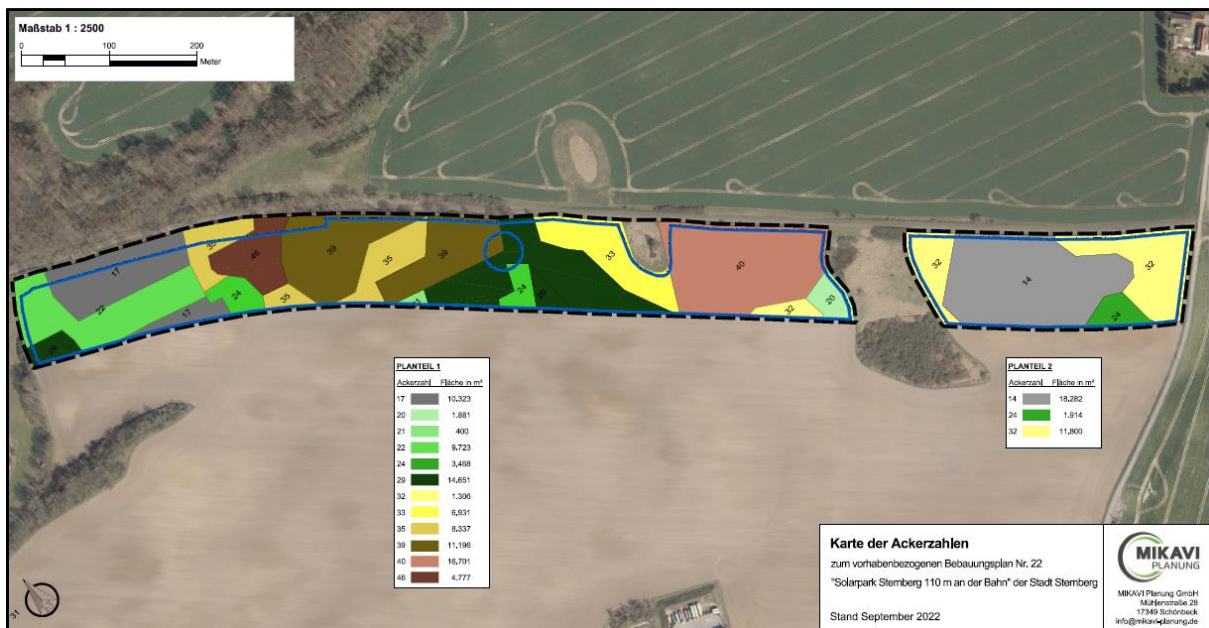 Maßstab 1 : 2500
0 100 200
Meter
17
22
29
17
35
46
24
35
39
35
39
21
24
29
33
40
32
20
32
14
32
24
PLANTEIL 1
Ackerzahl Fläche in m²
17 10.323
20 1.881
21 400
22 9.723
24 3.468
29 14.651
32 1.306
33 6.931
35 8.337
39 11.196
40 16.701
46 4.777
PLANTEIL 2
Ackerzahl Fläche in m²
14 18.282
24 1.914
32 11.800
Karte der Ackerzahlen
zum vorhabenbezogenen Bebauungsplan Nr. 22
"Solarpark Sternberg 110 m an der Bahn" der Stadt Sternberg
Stand September 2022
MIKAVI
PLANUNG
MIKAVI Planung GmbH
Mühlenstraße 28
17349 Schönbeck
info@mikavi-planung.de
31